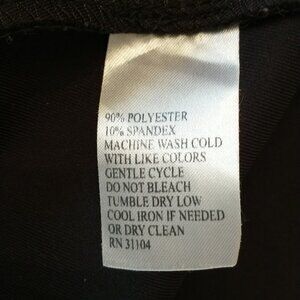 90% POLYESTER
10% SPANDEX
MACHINE WASH COLD
WITH LIKE COLORS
GENTLE CYCLE
DO NOT BLEACH
TUMBLE DRY LOW
COOL IRON IF NEEDED
OR DRY CLEAN
RN 31104